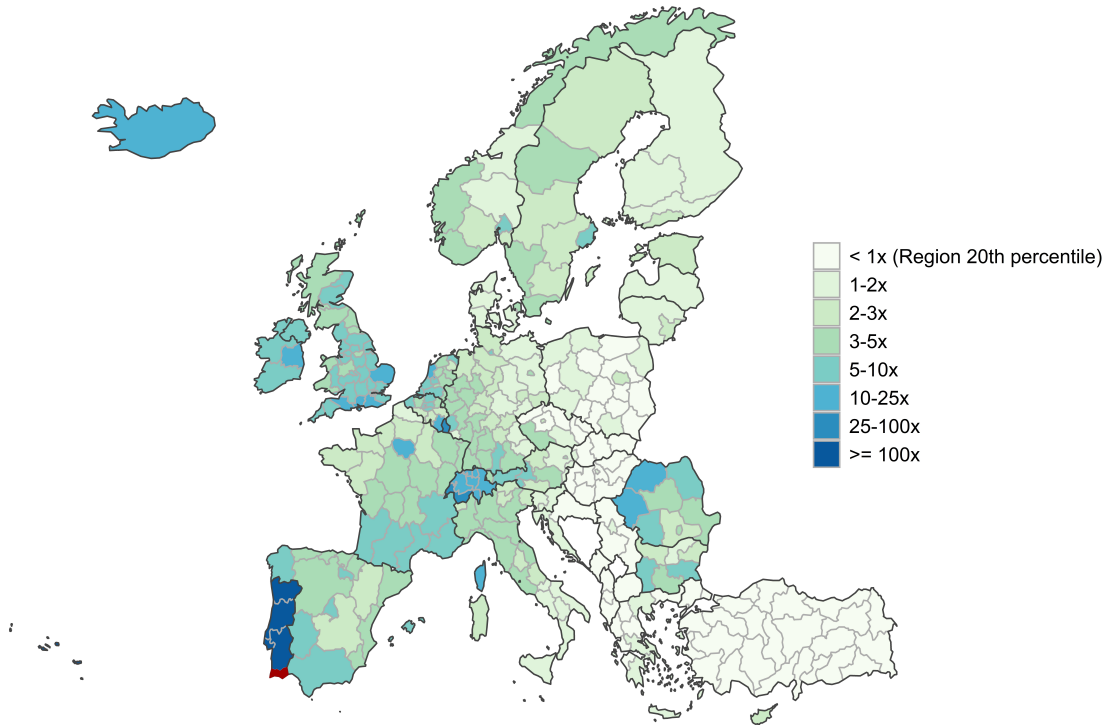 < 1x (Region 20th percentile)
1-2x
2-3x
3-5x
5-10x
10-25x
25-100x
>= 100x